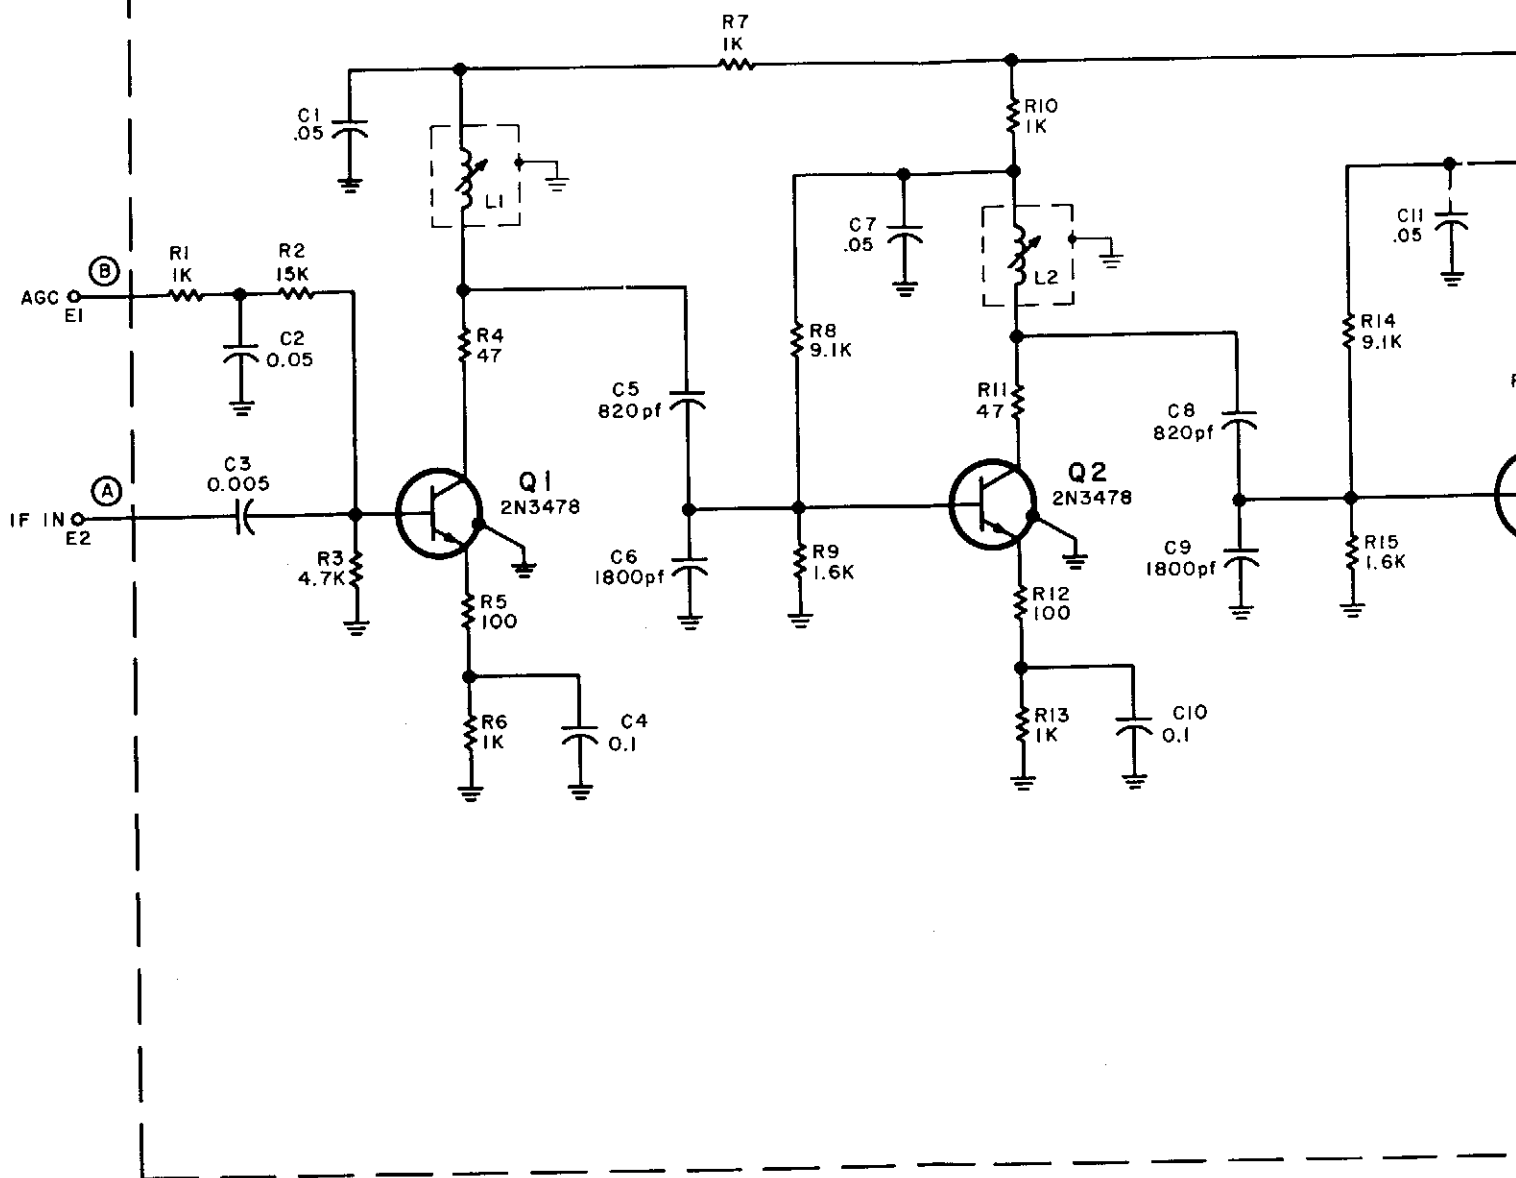 R7
1K
C1
.05
R10
1K
L1
C7
.05
C11
.05
B
R1
1K
R2
15K
AGC
E1
L2
C2
0.05
R4
47
R8
9.1K
R14
9.1K
C5
820pf
R11
47
C8
820pf
C3
0.005
A
Q1
2N3478
Q2
2N3478
IF IN
E2
R3
4.7K
C6
1800pf
R9
1.6K
C9
1800pf
R15
1.6K
R5
100
R12
100
R6
1K
C4
0.1
R13
1K
C10
0.1